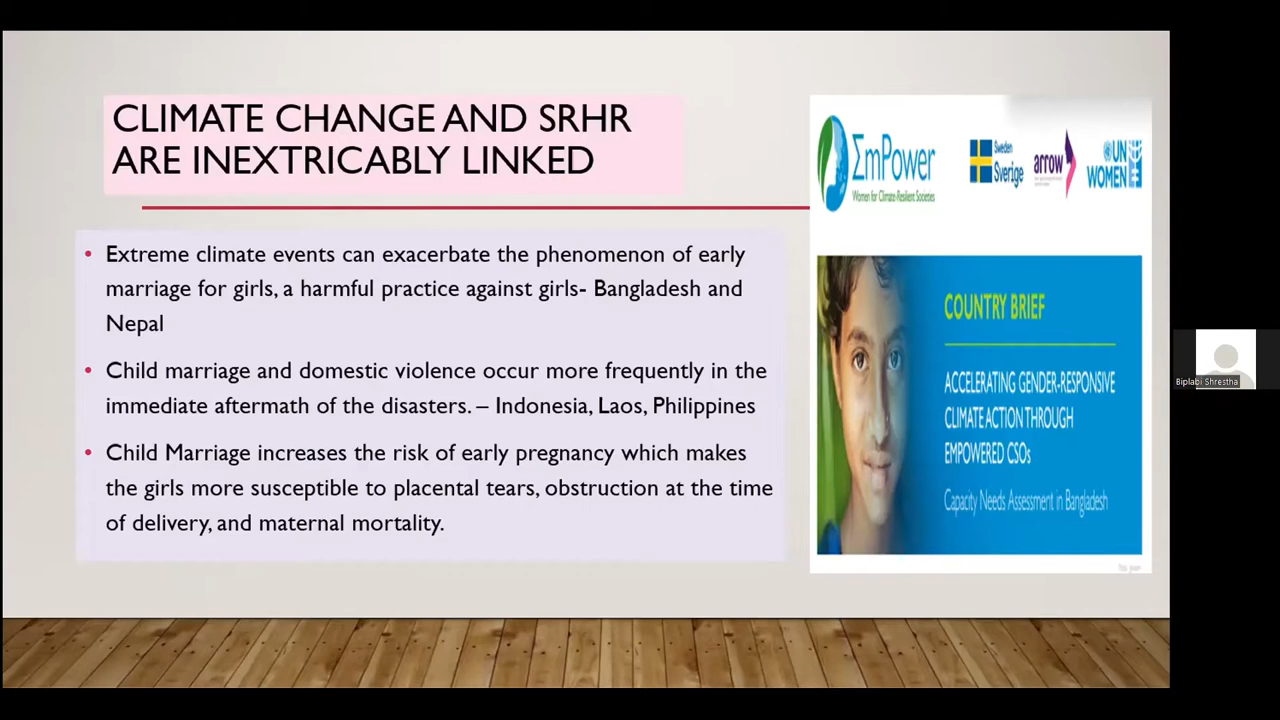 CLIMATE CHANGE AND SRHR
ARE INEXTRICABLY LINKED
• Extreme climate events can exacerbate the phenomenon of early
marriage for girls, a harmful practice against girls- Bangladesh and
Nepal
• Child marriage and domestic violence occur more frequently in the
immediate aftermath of the disasters. – Indonesia, Laos, Philippines
• Child Marriage increases the risk of early pregnancy which makes
the girls more susceptible to placental tears, obstruction at the time
of delivery, and maternal mortality.
ΣmPower
Women for Climate-Resilient Societies
Sweden
Sverige
arrow
UN
WOMEN
COUNTRY BRIEF
ACCELERATING GENDER-RESPONSIVE
CLIMATE ACTION THROUGH
EMPOWERED CSOs
Capacity Needs Assessment in Bangladesh
Biplabi Shrestha